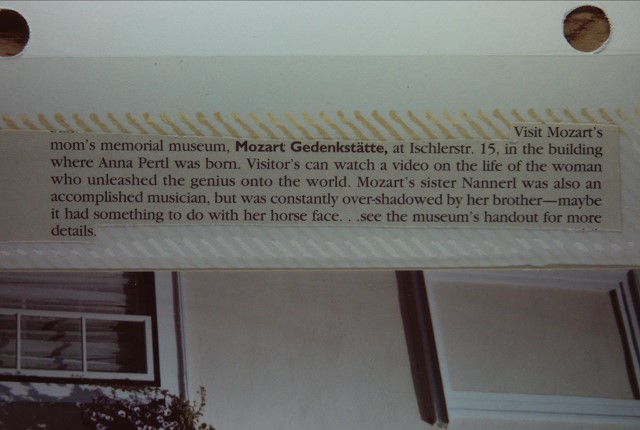 Visit Mozart's
mom's memorial museum, Mozart Gedenkstätte, at Ischlerstr. 15, in the building
where Anna Pertl was born. Visitor's can watch a video on the life of the woman
who unleashed the genius onto the world. Mozart's sister Nannerl was also an
accomplished musician, but was constantly over-shadowed by her brother—maybe
it had something to do with her horse face. . .see the museum's handout for more
details.